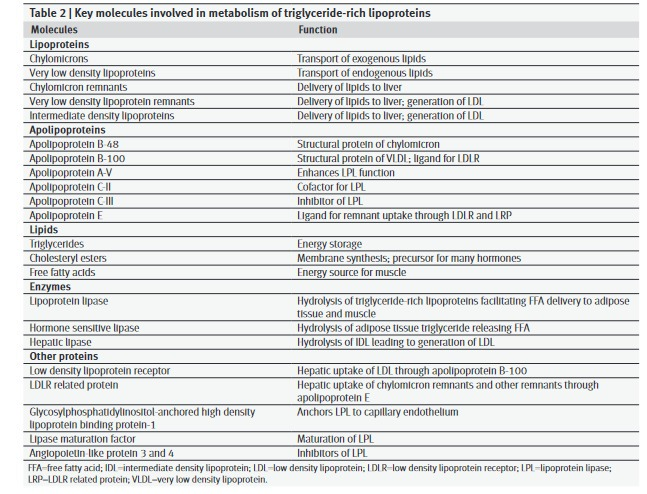 Table 2 | Key molecules involved in metabolism of triglyceride-rich lipoproteins
Molecules Function
Lipoproteins
Chylomicrons Transport of exogenous lipids
Very low density lipoproteins Transport of endogenous lipids
Chylomicron remnants Delivery of lipids to liver
Very low density lipoprotein remnants Delivery of lipids to liver; generation of LDL
Intermediate density lipoproteins Delivery of lipids to liver; generation of LDL
Apolipoproteins
Apolipoprotein B-48 Structural protein of chylomicron
Apolipoprotein B-100 Structural protein of VLDL; ligand for LDLR
Apolipoprotein A-V Enhances LPL function
Apolipoprotein C-II Cofactor for LPL
Apolipoprotein C-III Inhibitor of LPL
Apolipoprotein E Ligand for remnant uptake through LDLR and LRP
Lipids
Triglycerides Energy storage
Cholesteryl esters Membrane synthesis; precursor for many hormones
Free fatty acids Energy source for muscle
Enzymes
Lipoprotein lipase Hydrolysis of triglyceride-rich lipoproteins facilitating FFA delivery to adipose
tissue and muscle
Hormone sensitive lipase Hydrolysis of adipose tissue triglyceride releasing FFA
Hepatic lipase Hydrolysis of IDL leading to generation of LDL
Other proteins
Low density lipoprotein receptor Hepatic uptake of LDL through apolipoprotein B-100
LDLR related protein Hepatic uptake of chylomicron remnants and other remnants through
apolipoprotein E
Glycosylphosphatidylinositol-anchored high density Anchors LPL to capillary endothelium
lipoprotein binding protein-1
Lipase maturation factor Maturation of LPL
Angiopoietin-like protein 3 and 4 Inhibitors of LPL
FFA=free fatty acid; IDL=intermediate density lipoprotein; LDL=low density lipoprotein; LDLR=low density lipoprotein receptor; LPL=lipoprotein lipase;
LRP=LDLR related protein; VLDL=very low density lipoprotein.